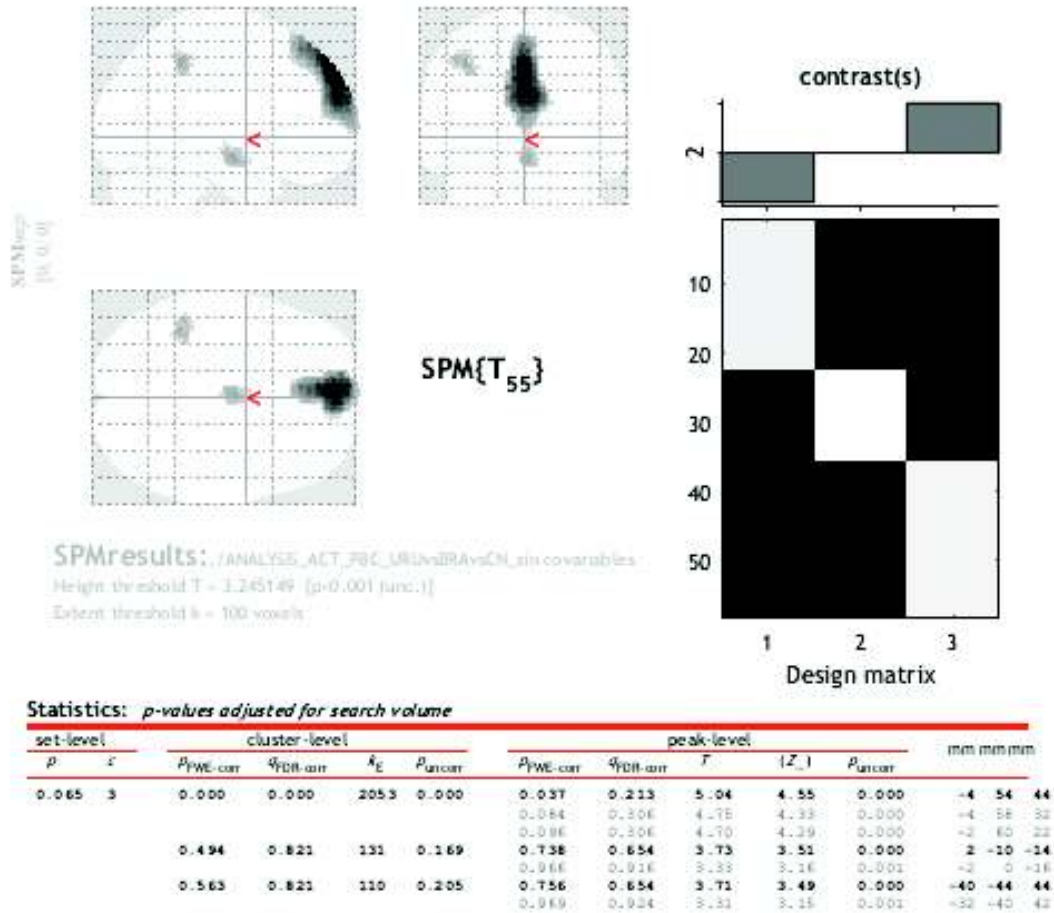 contrast(s)
2
SPM{T55}
10
20
30
40
50
1 2 3
Design matrix
SPMresults: ./ANALYSIS_ACT_PBC_URUvsBRAvsCN_sin covarables
Height threshold T = 3.245149 {p<0.001 (unc.)}
Extent threshold k = 100 voxels
Statistics: p-values adjusted for search volume
set-level cluster-level peak-level mm mm mm
p c pFWE-corr qFDR-corr kE puncorr pFWE-corr qFDR-corr T (Z_) puncorr
0.065 3 0.000 0.000 2053 0.000 0.037 0.213 5.04 4.55 0.000 -4 54 44
0.084 0.306 4.75 4.33 0.000 -4 58 32
0.096 0.306 4.70 4.29 0.000 -2 60 22
0.494 0.821 131 0.169 0.738 0.654 3.73 3.51 0.000 2 -10 -14
0.966 0.916 3.33 3.16 0.001 -2 0 -16
0.563 0.821 110 0.205 0.756 0.654 3.71 3.49 0.000 -40 -44 44
0.969 0.924 3.31 3.15 0.001 -32 -40 42